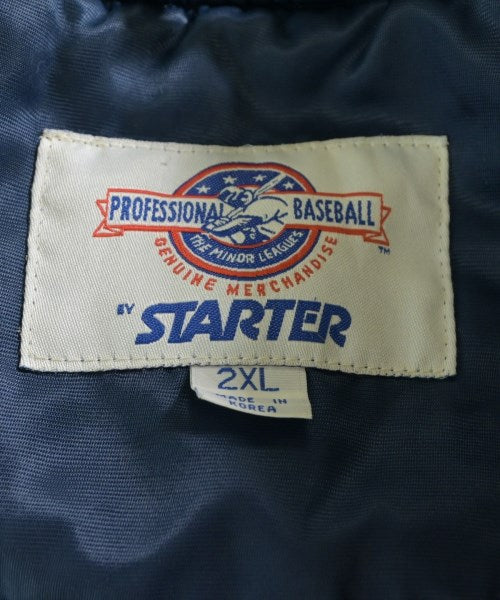 PROFESSIONAL BASEBALL
THE MINOR LEAGUES
GENUINE MERCHANDISE
TM
BY STARTER
2XL
MADE IN
KOREA